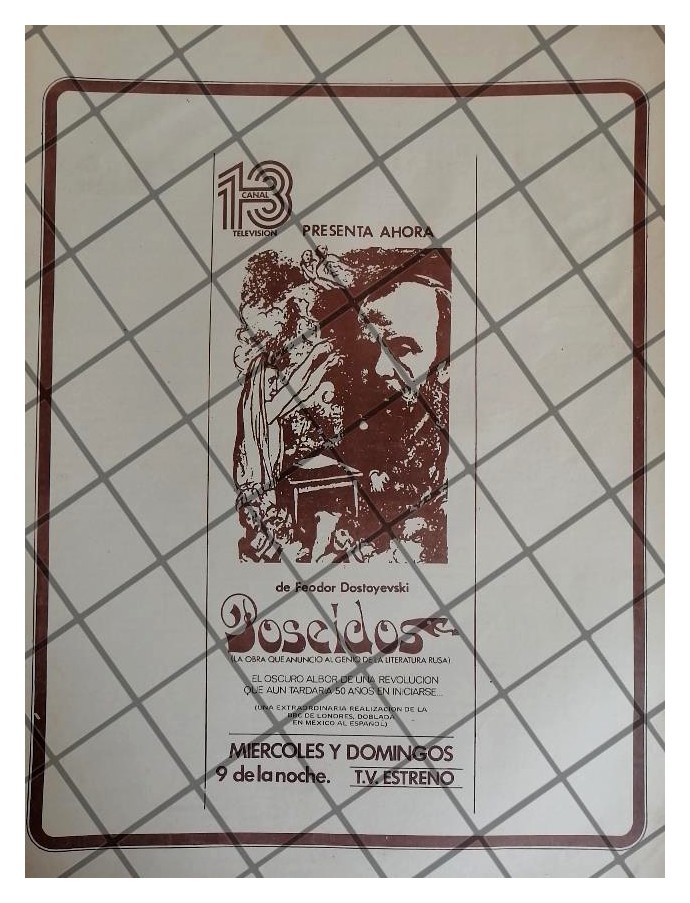 13
CANAL
TELEVISION
PRESENTA AHORA
de Feodor Dostoyevski
Poseidos
(LA OBRA QUE ANUNCIO AL GENIO DE LA LITERATURA RUSA)
EL OSCURO ALBOR DE UNA REVOLUCION
QUE AUN TARDARIA 50 AÑOS EN INICIARSE...
(UNA EXTRAORDINARIA REALIZACION DE LA
BBC DE LONDRES, DOBLADA
EN MEXICO AL ESPAÑOL)
MIERCOLES Y DOMINGOS
9 de la noche. T.V. ESTRENO